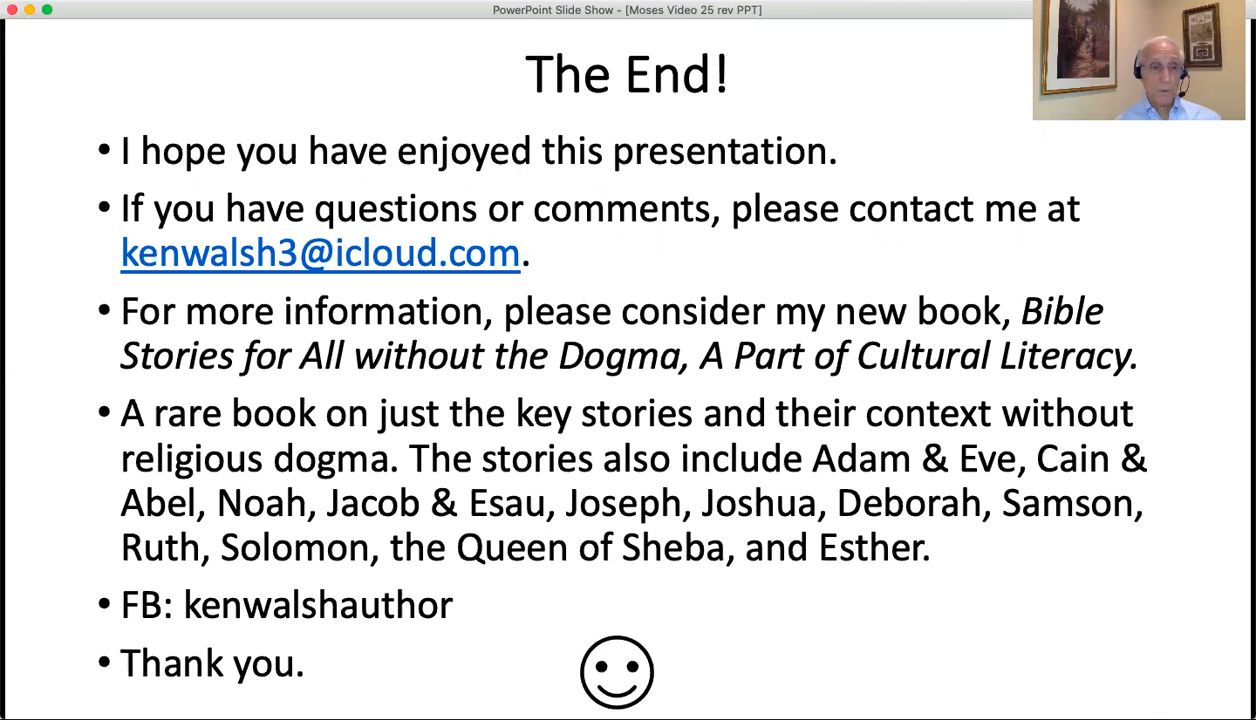 PowerPoint Slide Show - [Moses Video 25 rev PPT]
The End!
• I hope you have enjoyed this presentation.
• If you have questions or comments, please contact me at
kenwalsh3@icloud.com.
• For more information, please consider my new book, Bible
Stories for All without the Dogma, A Part of Cultural Literacy.
• A rare book on just the key stories and their context without
religious dogma. The stories also include Adam & Eve, Cain &
Abel, Noah, Jacob & Esau, Joseph, Joshua, Deborah, Samson,
Ruth, Solomon, the Queen of Sheba, and Esther.
• FB: kenwalshauthor
• Thank you.